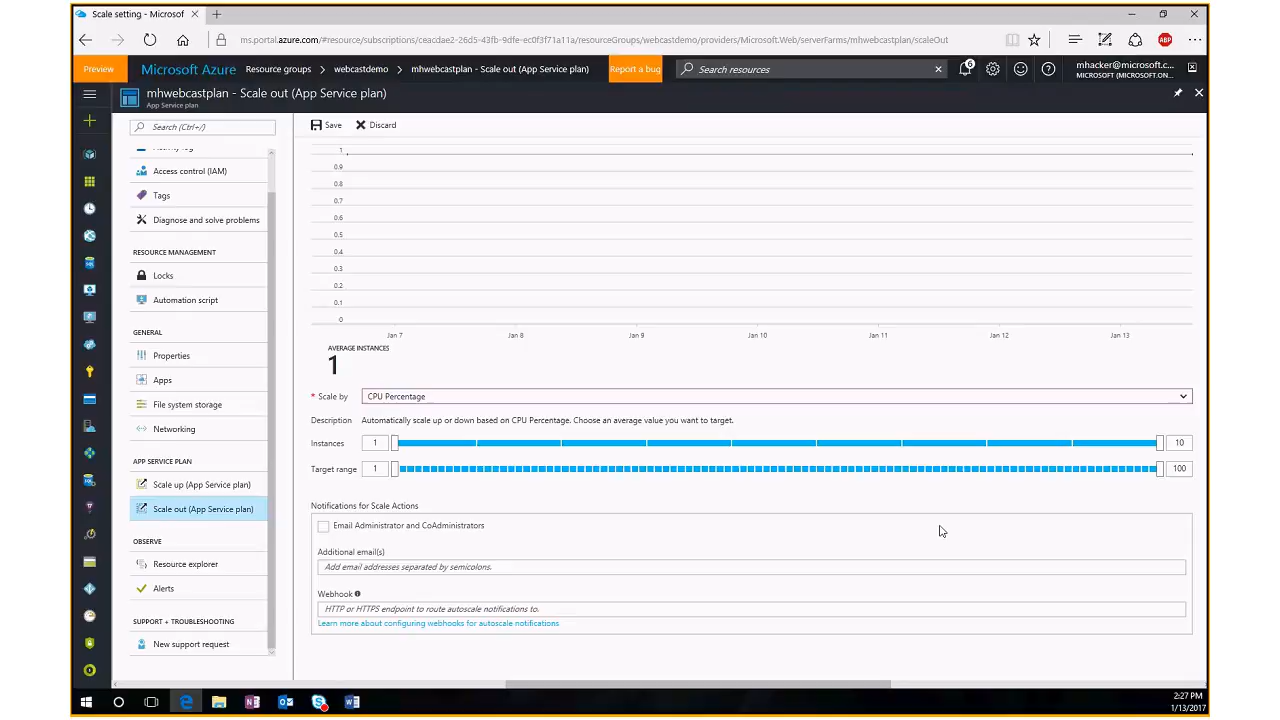 Scale setting - Microsof
ms.portal.azure.com/#resource/subscriptions/ceacdae2-26d5-43fb-9dfe-ec0f3f71a11a/resourceGroups/webcastdemo/providers/Microsoft.Web/serverFarms/mhwebcastplan/scaleOut
ABP
Preview
Microsoft Azure
Resource groups
webcastdemo
mhwebcastplan - Scale out (App Service plan)
Report a bug
Search resources
6
mhacker@microsoft.c...
MICROSOFT (MICROSOFT.ON...
mhwebcastplan - Scale out (App Service plan)
App Service plan
Search (Ctrl+/)
Access control (IAM)
Tags
Diagnose and solve problems
RESOURCE MANAGEMENT
Locks
Automation script
GENERAL
Properties
Apps
File system storage
Networking
APP SERVICE PLAN
Scale up (App Service plan)
Scale out (App Service plan)
OBSERVE
Resource explorer
Alerts
SUPPORT + TROUBLESHOOTING
New support request
Save
Discard
1
0.9
0.8
0.7
0.6
0.5
0.4
0.3
0.2
0.1
0
Jan 7
Jan 8
Jan 9
Jan 10
Jan 11
Jan 12
Jan 13
AVERAGE INSTANCES
1
* Scale by
CPU Percentage
Description
Automatically scale up or down based on CPU Percentage. Choose an average value you want to target.
Instances
1
10
Target range
1
100
Notifications for Scale Actions
Email Administrator and CoAdministrators
Additional email(s)
Add email addresses separated by semicolons.
Webhook
HTTP or HTTPS endpoint to route autoscale notifications to.
Learn more about configuring webhooks for autoscale notifications
2:27 PM
1/13/2017